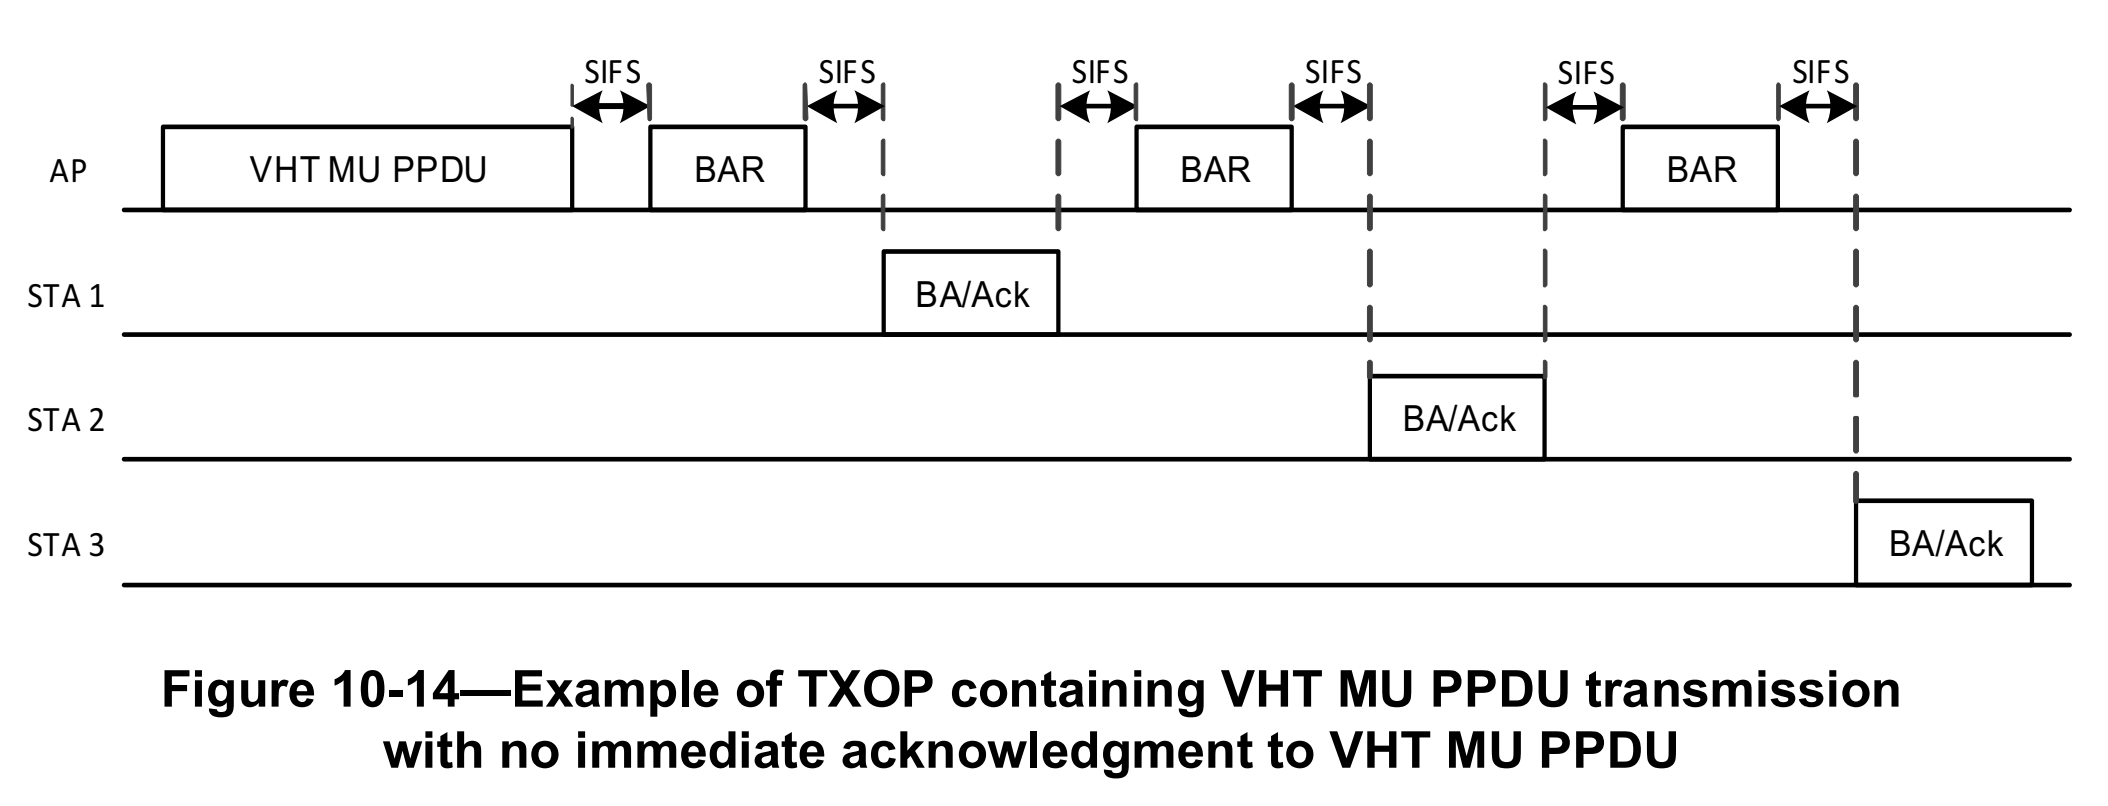 SIFS SIFS SIFS SIFS SIFS SIFS
AP VHT MU PPDU BAR BAR BAR
STA 1 BA/Ack
STA 2 BA/Ack
STA 3 BA/Ack
Figure 10-14—Example of TXOP containing VHT MU PPDU transmission
with no immediate acknowledgment to VHT MU PPDU